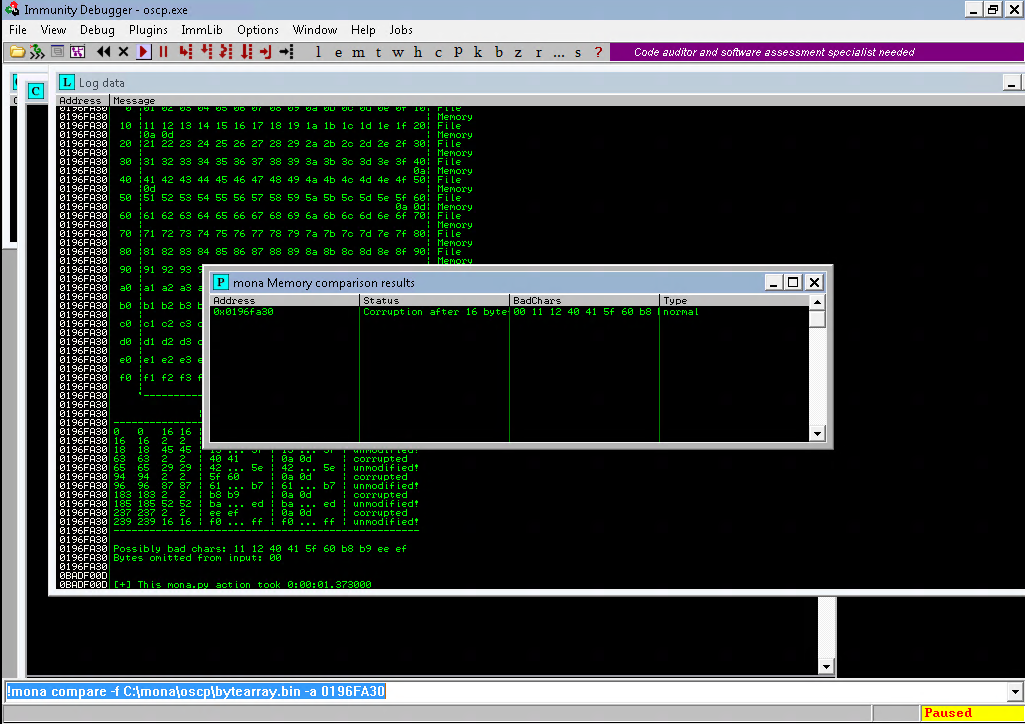 Immunity Debugger - oscp.exe
File View Debug Plugins ImmLib Options Window Help Jobs
l e m t w h c p k b z r ... s ? Code auditor and software assessment specialist needed
L Log data
C
Address Message
0196FA30 0 |01 02 03 04 05 06 07 08 09 0a 0b 0c 0d 0e 0f 10| File
0196FA30 | Memory
0196FA30 10 |11 12 13 14 15 16 17 18 19 1a 1b 1c 1d 1e 1f 20| File
0196FA30 |0a 0d | Memory
0196FA30 20 |21 22 23 24 25 26 27 28 29 2a 2b 2c 2d 2e 2f 30| File
0196FA30 | Memory
0196FA30 30 |31 32 33 34 35 36 37 38 39 3a 3b 3c 3d 3e 3f 40| File
0196FA30 | 0a| Memory
0196FA30 40 |41 42 43 44 45 46 47 48 49 4a 4b 4c 4d 4e 4f 50| File
0196FA30 |0d | Memory
0196FA30 50 |51 52 53 54 55 56 57 58 59 5a 5b 5c 5d 5e 5f 60| File
0196FA30 | 0a 0d| Memory
0196FA30 60 |61 62 63 64 65 66 67 68 69 6a 6b 6c 6d 6e 6f 70| File
0196FA30 | Memory
0196FA30 70 |71 72 73 74 75 76 77 78 79 7a 7b 7c 7d 7e 7f 80| File
0196FA30 | Memory
0196FA30 80 |81 82 83 84 85 86 87 88 89 8a 8b 8c 8d 8e 8f 90| File
0196FA30 | Memory
0196FA30 90 |91 92 93 9
0196FA30
0196FA30 a0 |a1 a2 a3 a
0196FA30
0196FA30 b0 |b1 b2 b3 b
0196FA30
0196FA30 c0 |c1 c2 c3 c
0196FA30
0196FA30 d0 |d1 d2 d3 d
0196FA30
0196FA30 e0 |e1 e2 e3 e
0196FA30
0196FA30 f0 |f1 f2 f3 f
0196FA30
0196FA30
0196FA30
0196FA30
0196FA30
P mona Memory comparison results
Address Status BadChars Type
0x0196fa30 Corruption after 16 byte 00 11 12 40 41 5f 60 b8 normal
0196FA30 0 0 16 16 |
0196FA30 16 16 2 2 |
0196FA30 18 18 45 45 | 13 ... 3f | 13 ... 3f | unmodified!
0196FA30 63 63 2 2 | 40 41 | 0a 0d | corrupted
0196FA30 65 65 29 29 | 42 ... 5e | 42 ... 5e | unmodified!
0196FA30 94 94 2 2 | 5f 60 | 0a 0d | corrupted
0196FA30 96 96 87 87 | 61 ... b7 | 61 ... b7 | unmodified!
0196FA30 183 183 2 2 | b8 b9 | 0a 0d | corrupted
0196FA30 185 185 52 52 | ba ... ed | ba ... ed | unmodified!
0196FA30 237 237 2 2 | ee ef | 0a 0d | corrupted
0196FA30 239 239 16 16 | f0 ... ff | f0 ... ff | unmodified!
0196FA30
0196FA30
0196FA30 Possibly bad chars: 11 12 40 41 5f 60 b8 b9 ee ef
0196FA30 Bytes omitted from input: 00
0196FA30
0BADF00D
0BADF00D [+] This mona.py action took 0:00:01.373000
!mona compare -f C:\mona\oscp\bytearray.bin -a 0196FA30
Paused